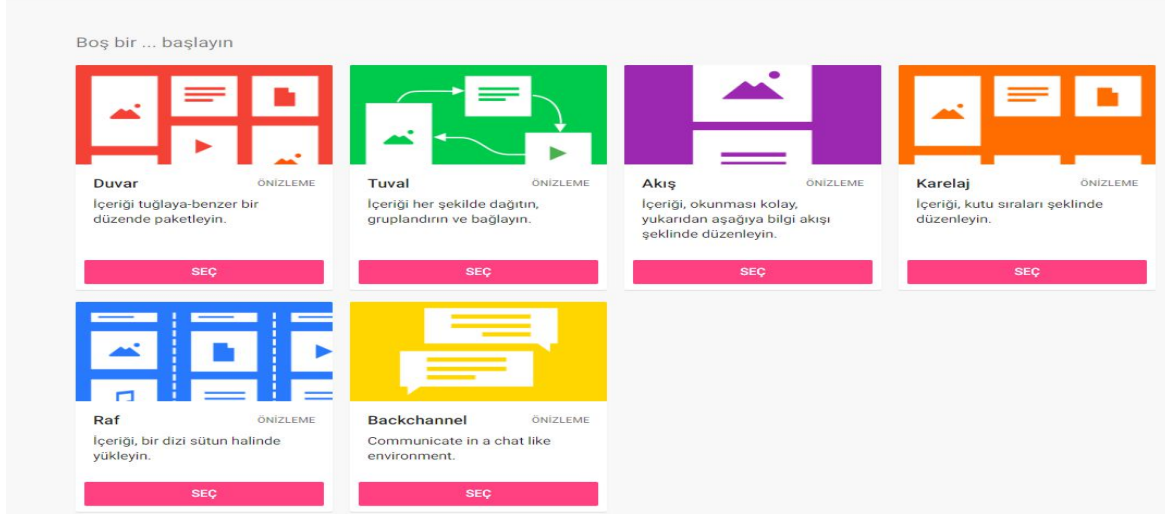 Boş bir ... başlayın
Duvar ÖNİZLEME
İçeriği tuğlaya-benzer bir
düzende paketleyin.
SEÇ
Tuval ÖNİZLEME
İçeriği her şekilde dağıtın,
gruplandırın ve bağlayın.
SEÇ
Akış ÖNİZLEME
İçeriği, okunması kolay,
yukarıdan aşağıya bilgi akışı
şeklinde düzenleyin.
SEÇ
Karelaj ÖNİZLEME
İçeriği, kutu sıraları şeklinde
düzenleyin.
SEÇ
Raf ÖNİZLEME
İçeriği, bir dizi sütun halinde
yükleyin.
SEÇ
Backchannel ÖNİZLEME
Communicate in a chat like
environment.
SEÇ